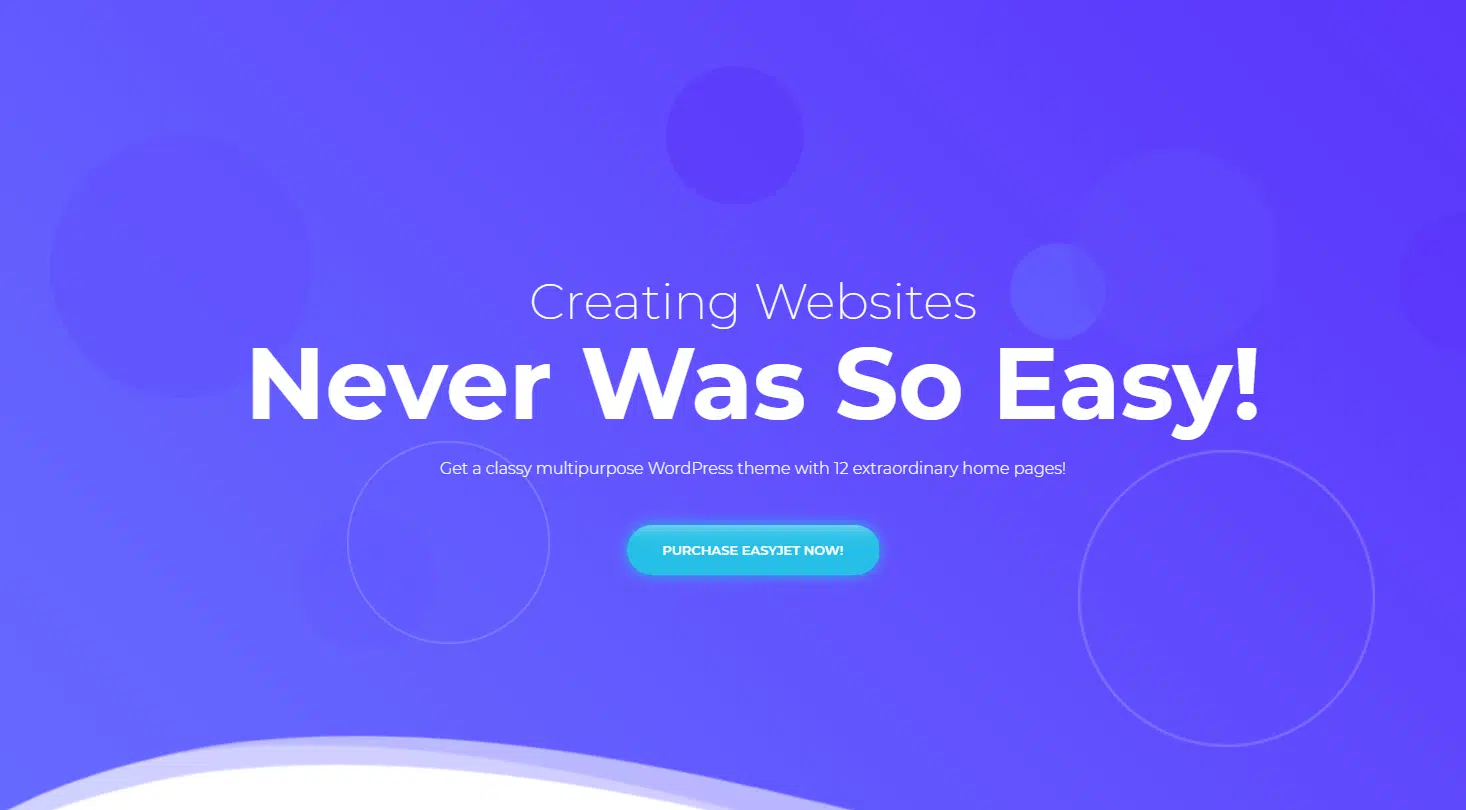 Creating Websites
Never Was So Easy!
Get a classy multipurpose WordPress theme with 12 extraordinary home pages!
PURCHASE EASYJET NOW!